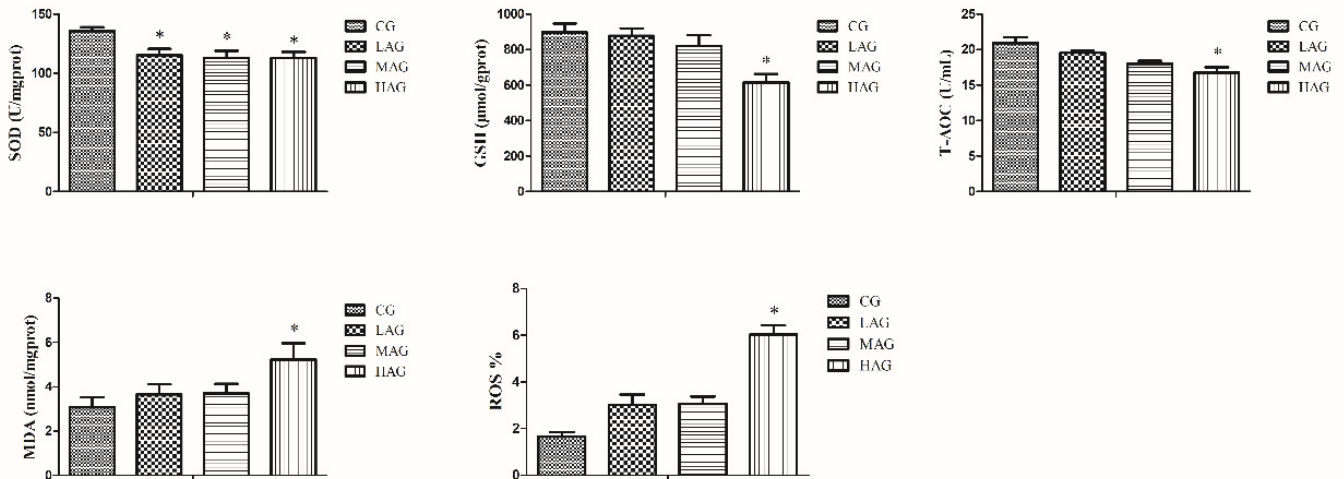 SOD (U/mgprot)
150
100
50
0
*
*
*
CG
LAG
MAG
HAG
GSH (μmol/gprot)
1000
800
600
400
200
0
*
CG
LAG
MAG
HAG
T-AOC (U/mL)
25
20
15
10
5
0
*
CG
LAG
MAG
HAG
MDA (nmol/mgprot)
8
6
4
2
0
*
CG
LAG
MAG
HAG
ROS %
8
6
4
2
0
*
CG
LAG
MAG
HAG